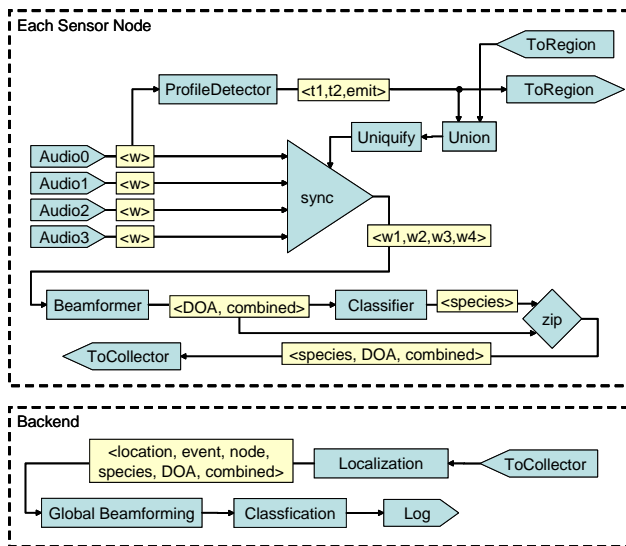 Each Sensor Node
ToRegion
ProfileDetector
<t1,t2,emit>
ToRegion
Uniquify
Union
Audio0
<w>
Audio1
<w>
Audio2
<w>
Audio3
<w>
sync
<w1,w2,w3,w4>
Beamformer
<DOA, combined>
Classifier
<species>
zip
ToCollector
<species, DOA, combined>
Backend
<location, event, node,
species, DOA, combined>
Localization
ToCollector
Global Beamforming
Classfication
Log